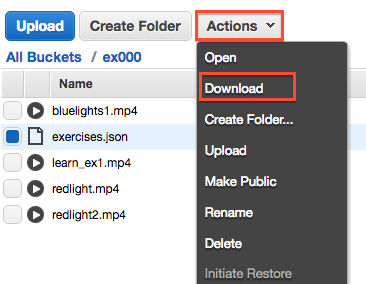 Upload Create Folder Actions
All Buckets / ex000
Name
bluelights1.mp4
exercises.json
learn_ex1.mp4
redlight.mp4
redlight2.mp4
Open
Download
Create Folder...
Upload
Make Public
Rename
Delete
Initiate Restore